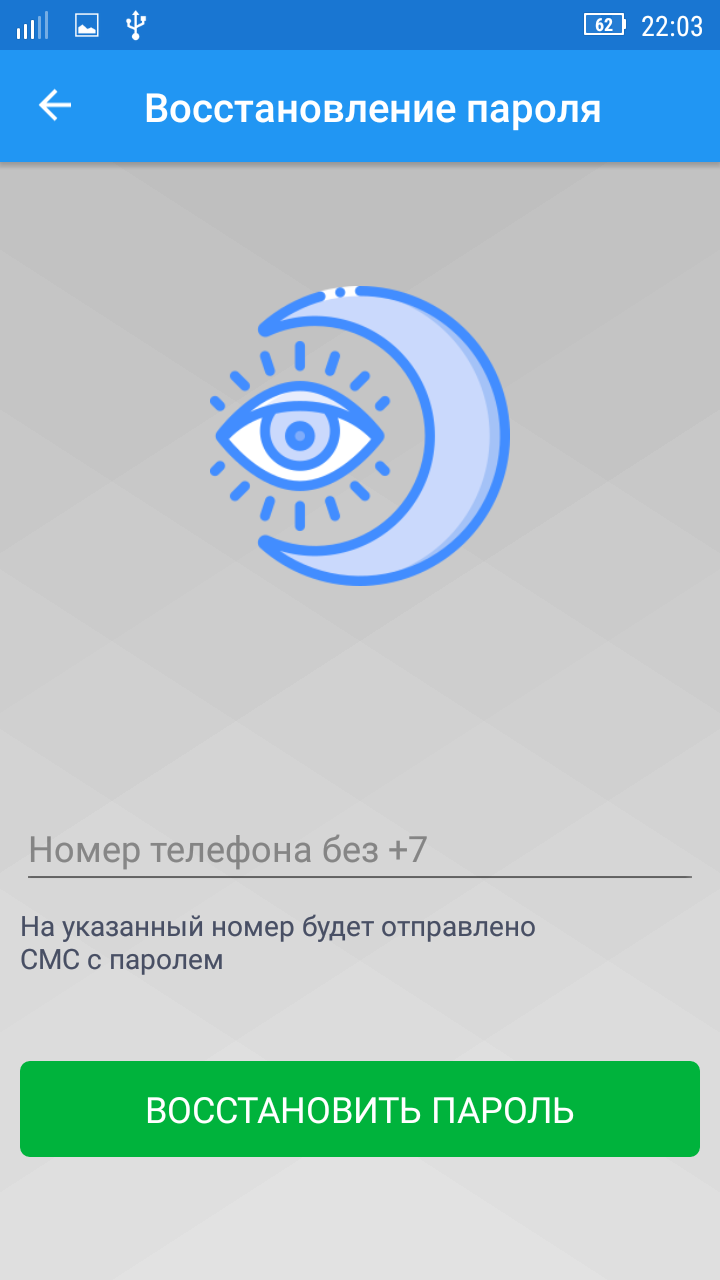 62 22:03
Восстановление пароля
Номер телефона без +7
На указанный номер будет отправлено
СМС с паролем
ВОССТАНОВИТЬ ПАРОЛЬ